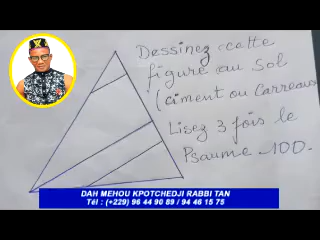 Dessinez cette
figure au Sol
(ciment ou Carreaux
Lisez 3 fois le
Psaume 100.
DAH MEHOU KPOTCHEDJI RABBI TAN
Tél : (+229) 96 44 90 89 / 94 46 15 75